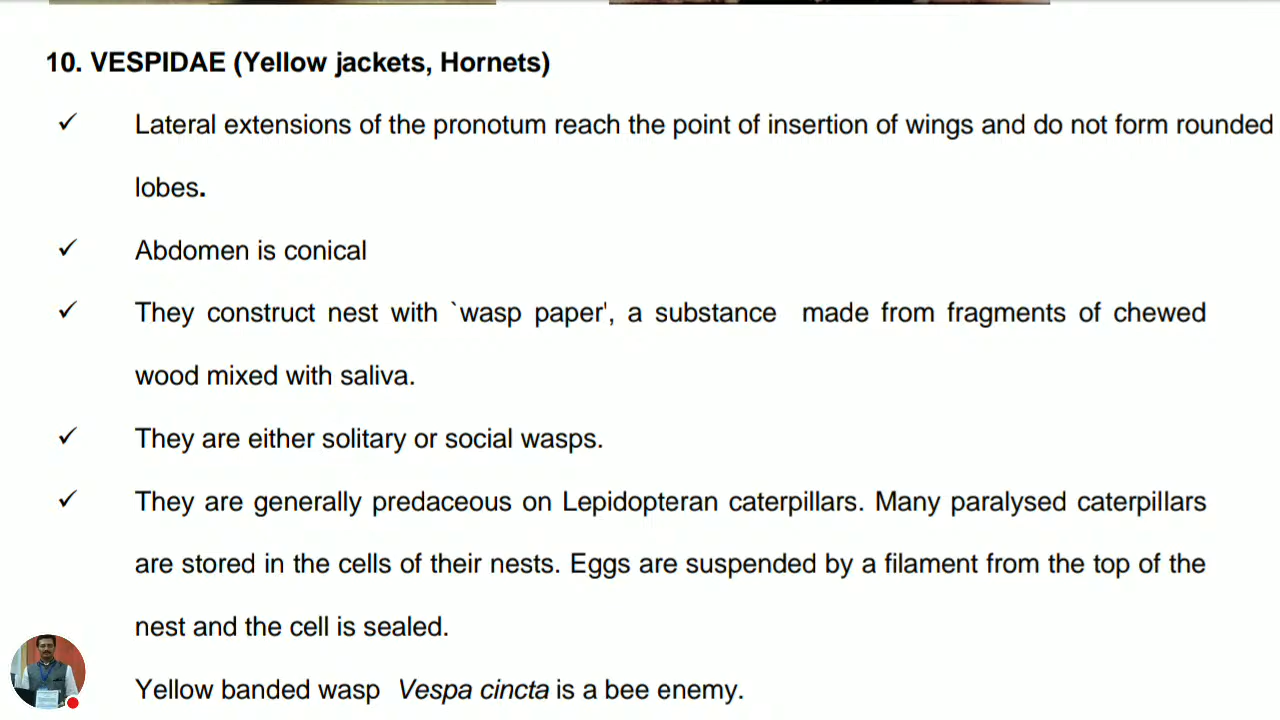 10. VESPIDAE (Yellow jackets, Hornets)
✓ Lateral extensions of the pronotum reach the point of insertion of wings and do not form rounded
lobes.
✓ Abdomen is conical
✓ They construct nest with `wasp paper', a substance made from fragments of chewed
wood mixed with saliva.
✓ They are either solitary or social wasps.
✓ They are generally predaceous on Lepidopteran caterpillars. Many paralysed caterpillars
are stored in the cells of their nests. Eggs are suspended by a filament from the top of the
nest and the cell is sealed.
Yellow banded wasp Vespa cincta is a bee enemy.